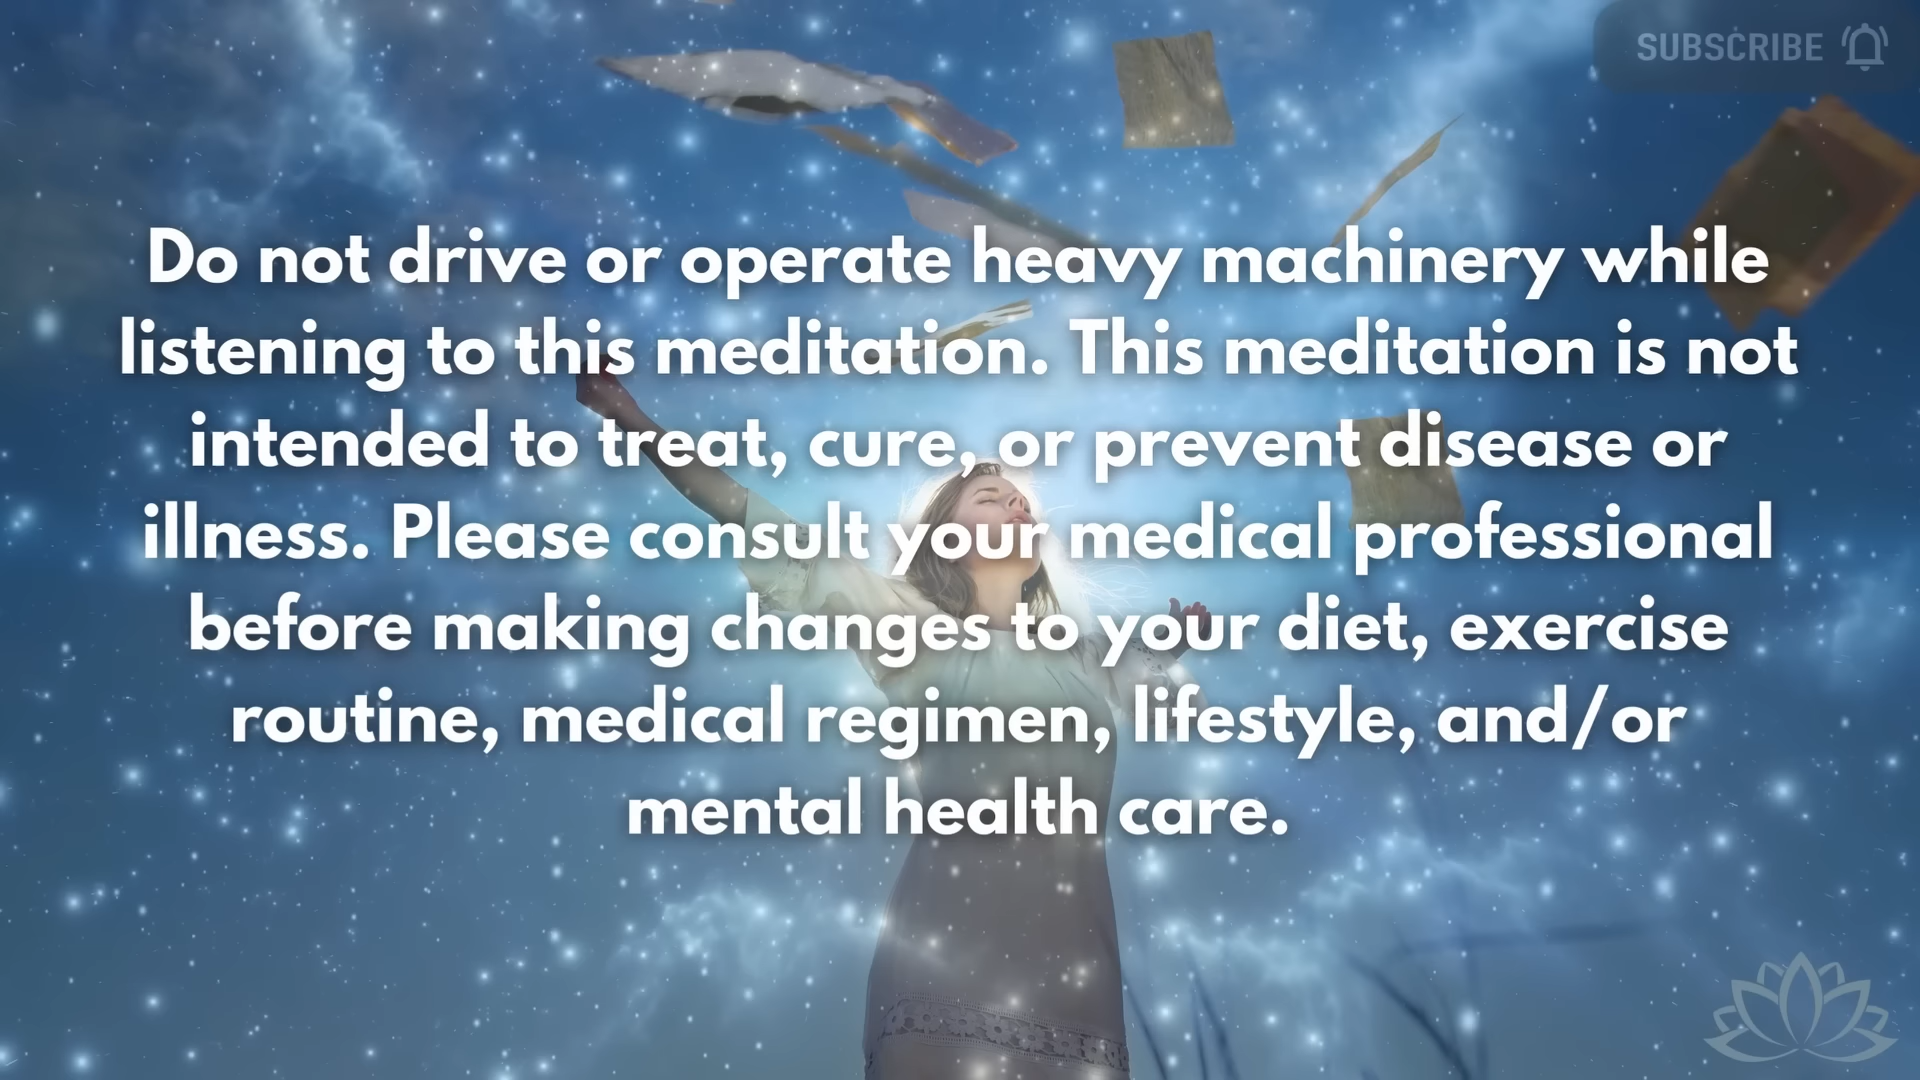 SUBSCRIBE
Do not drive or operate heavy machinery while
listening to this meditation. This meditation is not
intended to treat, cure, or prevent disease or
illness. Please consult your medical professional
before making changes to your diet, exercise
routine, medical regimen, lifestyle, and/or
mental health care.